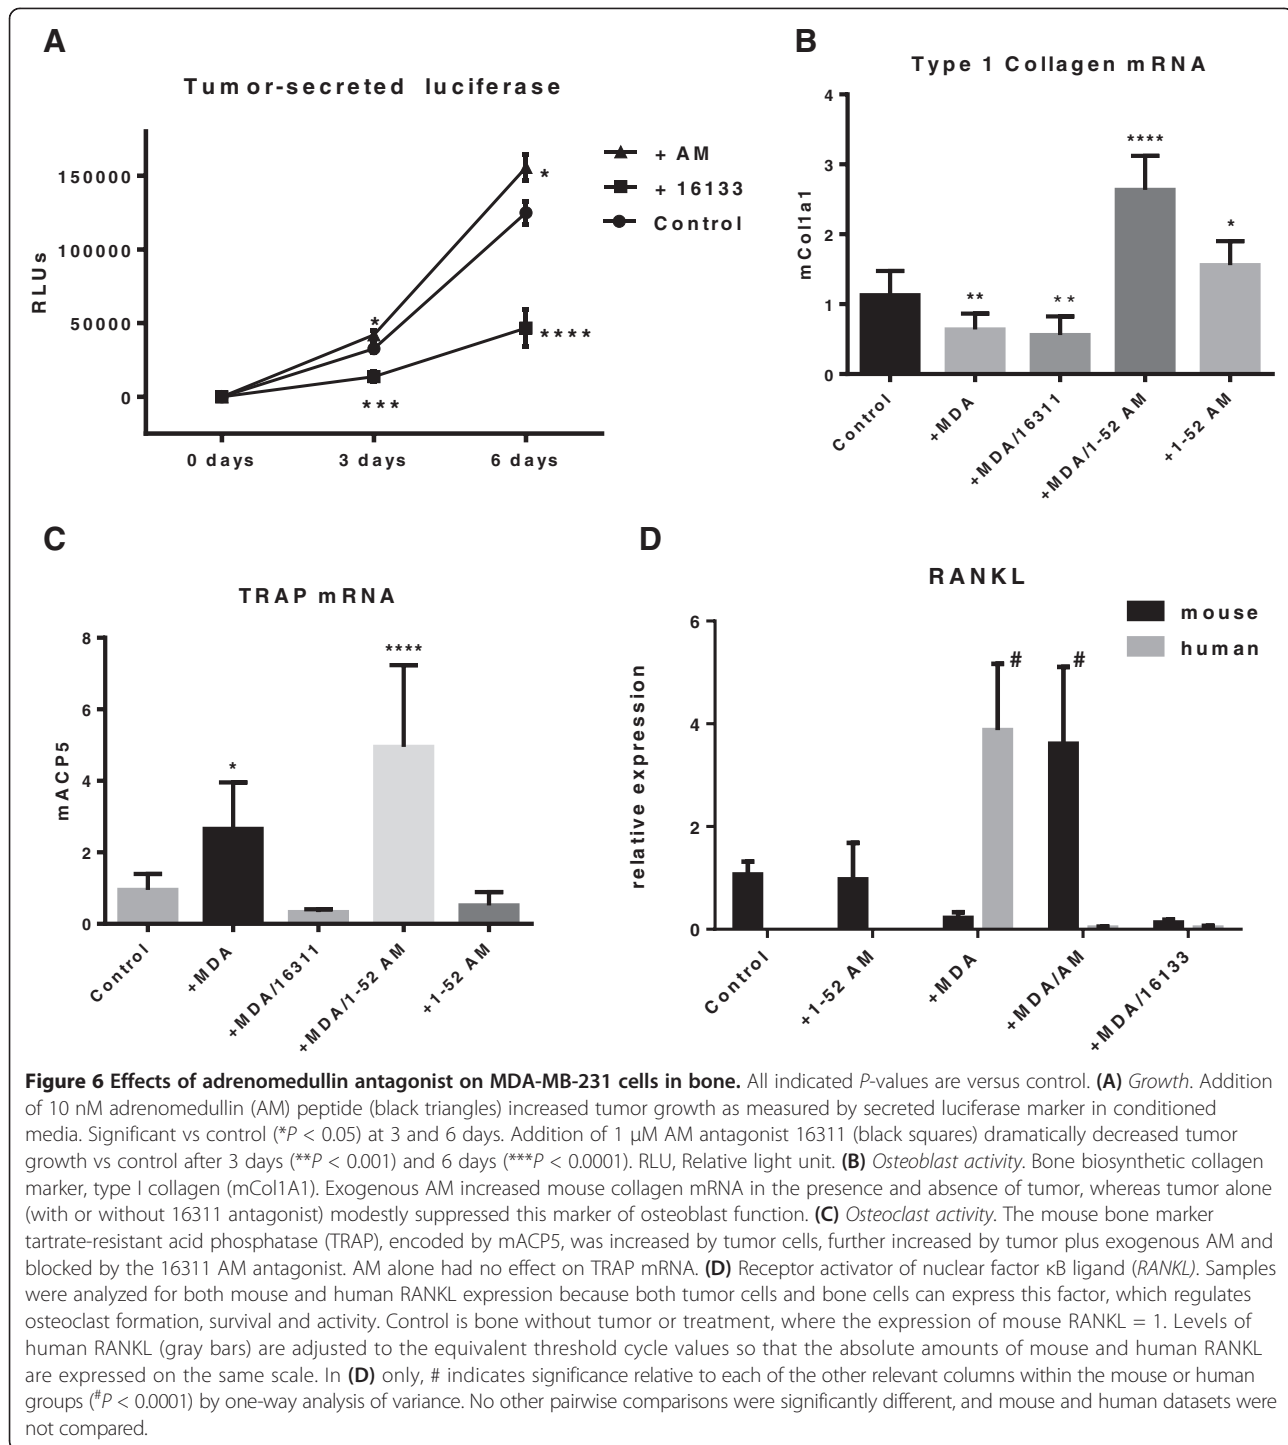 A
Tumor-secreted luciferase
RLUs
150000
100000
50000
0
0 days
3 days
6 days
*
***
*
****
+ AM
+ 16133
Control
B
Type 1 Collagen mRNA
mCol1a1
4
3
2
1
0
**
**
****
*
Control
+MDA
+MDA/16311
+MDA/1-52 AM
+1-52 AM
C
TRAP mRNA
mACP5
8
6
4
2
0
*
****
Control
+MDA
+MDA/16311
+MDA/1-52 AM
+1-52 AM
D
RANKL
mouse
human
relative expression
6
4
2
0
#
#
Control
+1-52 AM
+MDA
+MDA/AM
+MDA/16133
Figure 6 Effects of adrenomedullin antagonist on MDA-MB-231 cells in bone. All indicated P-values are versus control. (A) Growth. Addition
of 10 nM adrenomedullin (AM) peptide (black triangles) increased tumor growth as measured by secreted luciferase marker in conditioned
media. Significant vs control (*P < 0.05) at 3 and 6 days. Addition of 1 μM AM antagonist 16311 (black squares) dramatically decreased tumor
growth vs control after 3 days (**P < 0.001) and 6 days (***P < 0.0001). RLU, Relative light unit. (B) Osteoblast activity. Bone biosynthetic collagen
marker, type I collagen (mCol1A1). Exogenous AM increased mouse collagen mRNA in the presence and absence of tumor, whereas tumor alone
(with or without 16311 antagonist) modestly suppressed this marker of osteoblast function. (C) Osteoclast activity. The mouse bone marker
tartrate-resistant acid phosphatase (TRAP), encoded by mACP5, was increased by tumor cells, further increased by tumor plus exogenous AM and
blocked by the 16311 AM antagonist. AM alone had no effect on TRAP mRNA. (D) Receptor activator of nuclear factor κB ligand (RANKL). Samples
were analyzed for both mouse and human RANKL expression because both tumor cells and bone cells can express this factor, which regulates
osteoclast formation, survival and activity. Control is bone without tumor or treatment, where the expression of mouse RANKL = 1. Levels of
human RANKL (gray bars) are adjusted to the equivalent threshold cycle values so that the absolute amounts of mouse and human RANKL
are expressed on the same scale. In (D) only, # indicates significance relative to each of the other relevant columns within the mouse or human
groups (#P < 0.0001) by one-way analysis of variance. No other pairwise comparisons were significantly different, and mouse and human datasets were
not compared.